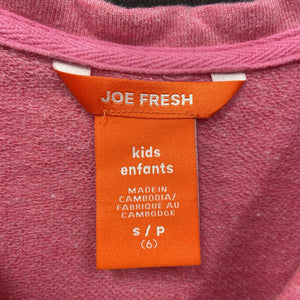 JOE FRESH
kids
enfants
MADE IN
CAMBODIA/
FABRIQUÉ AU
CAMBODGE
s / p
(6)